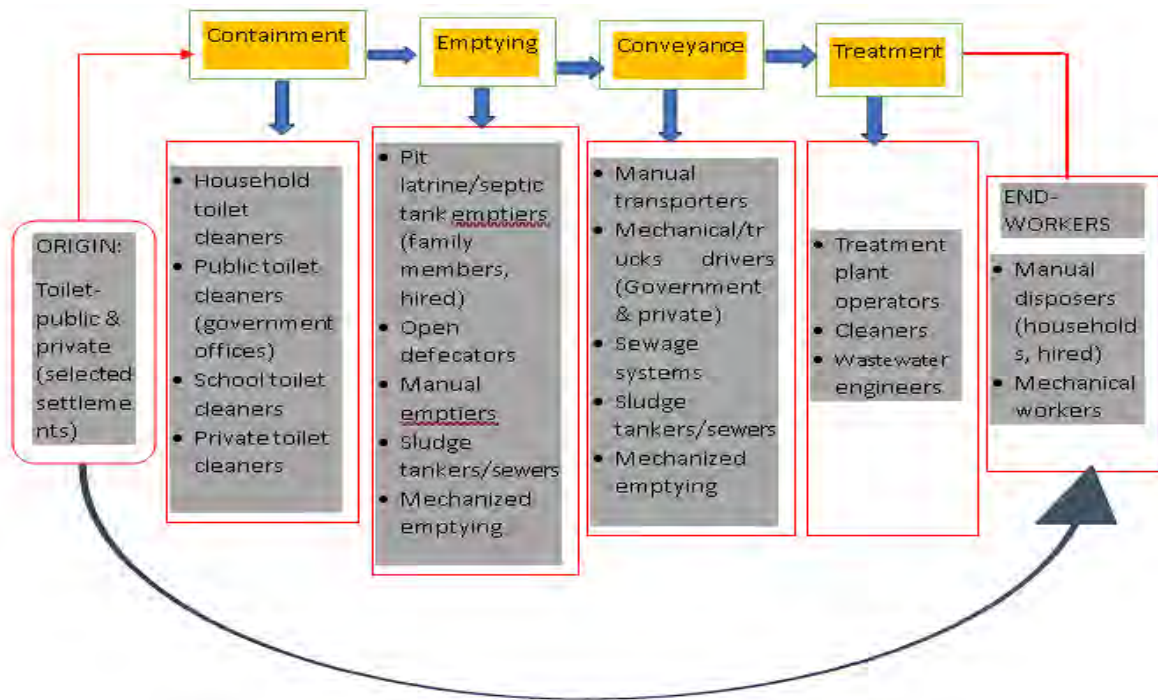 Containment
Emptying
Conveyance
Treatment
ORIGIN:
Toilet-
public &
private
(selected
settleme
nts)
• Household
toilet
cleaners
• Public toilet
cleaners
(government
offices)
• School toilet
cleaners
• Private toilet
cleaners
• Pit
latrine/septic
tank emptiers
(family
members,
hired)
• Open
defecators
• Manual
emptiers
• Sludge
tankers/sewers
• Mechanized
emptying
• Manual
transporters
• Mechanical/tr
ucks drivers
(Government
& private)
• Sewage
systems
• Sludge
tankers/sewers
• Mechanized
emptying
• Treatment
plant
operators
• Cleaners
• Wastewater
engineers
END-
WORKERS
• Manual
disposers
(household
s, hired)
• Mechanical
workers